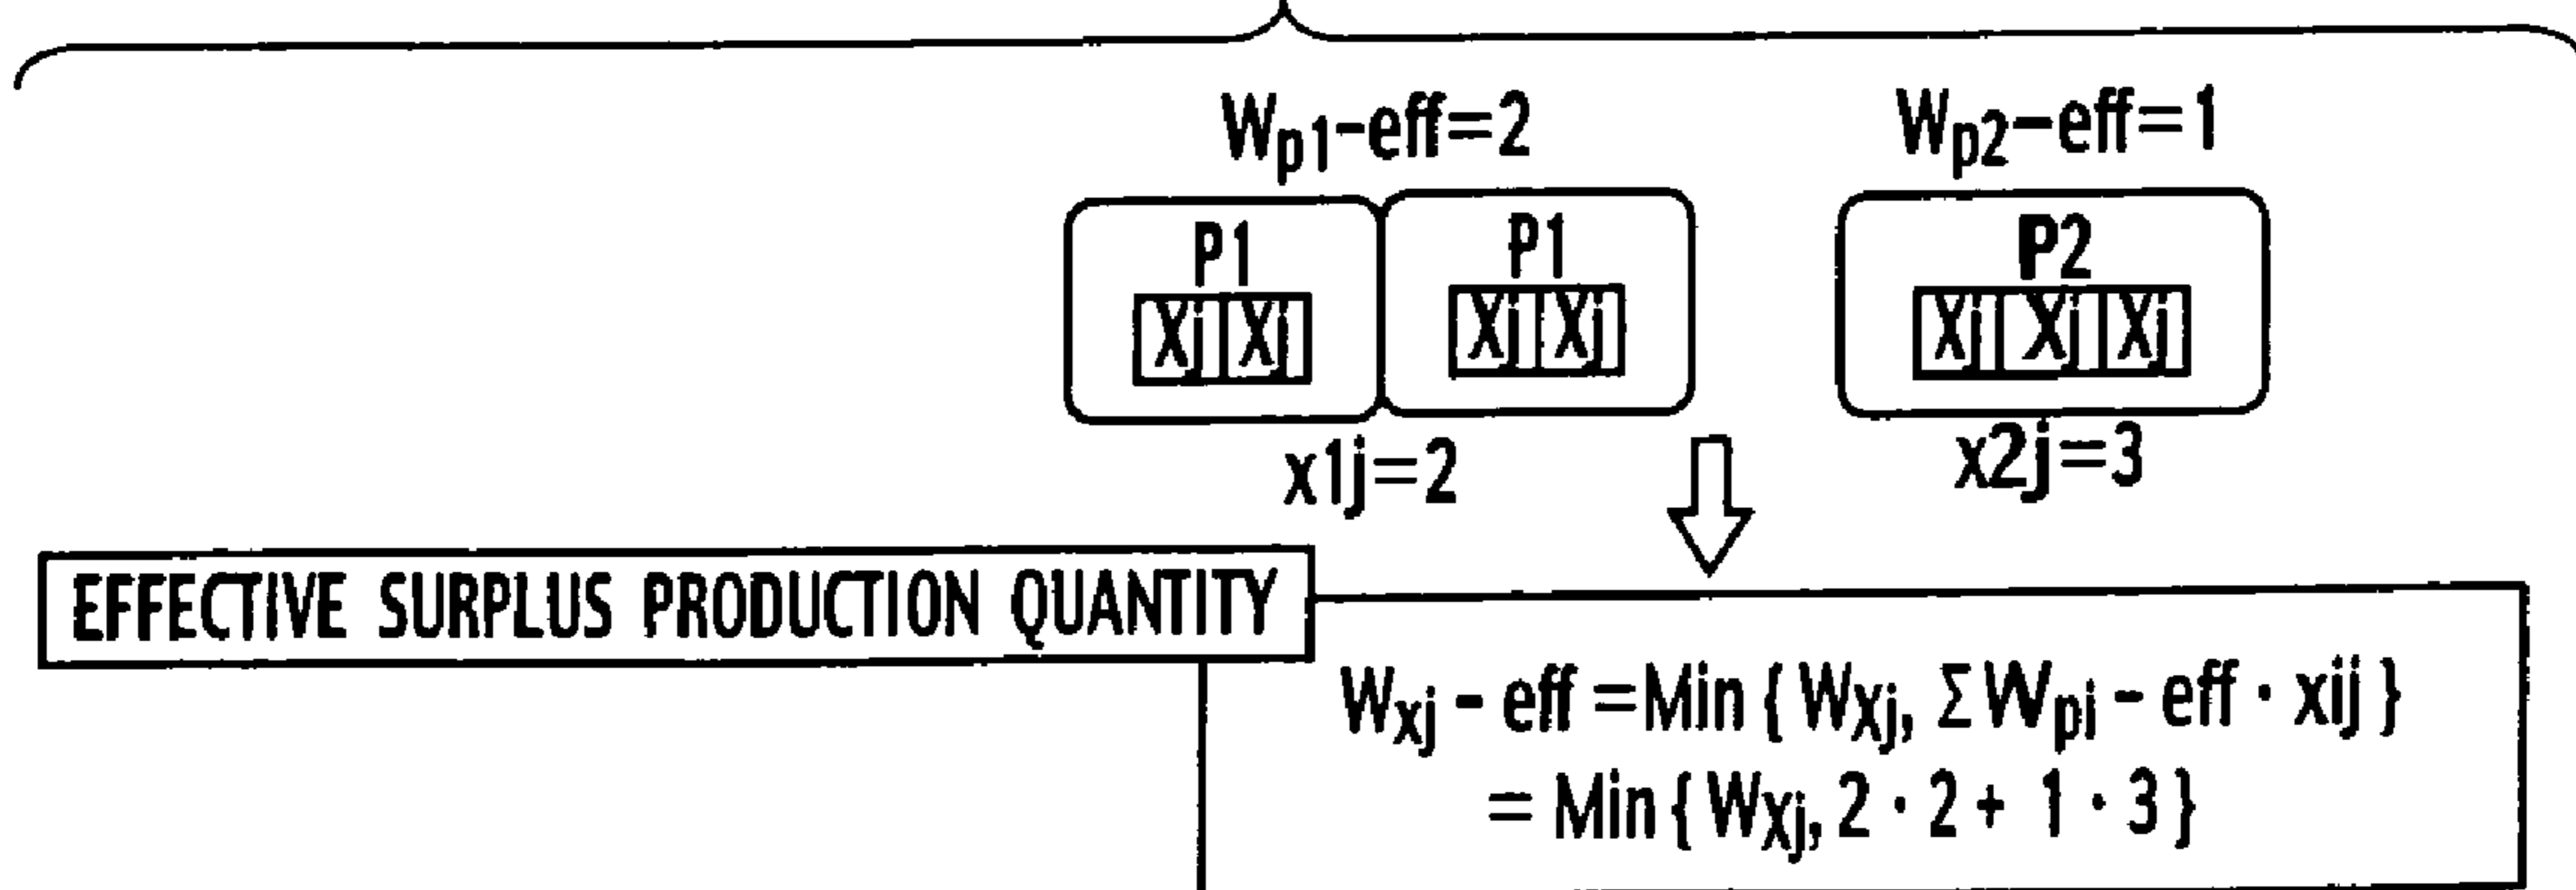 Wp1-eff=2 Wp2-eff=1
P1 P1 P2
Xj Xj Xj Xj Xj Xj Xj
x1j=2 x2j=3
EFFECTIVE SURPLUS PRODUCTION QUANTITY
Wxj - eff =Min { WXj, ΣWpi - eff · xij }
= Min { WXj, 2 · 2 + 1 · 3 }